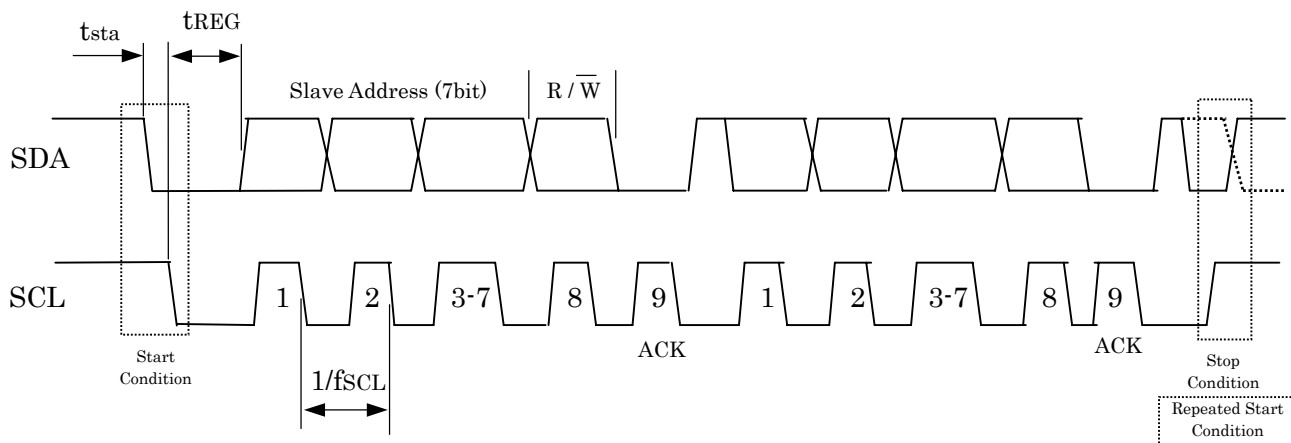 tsta
tREG
Slave Address (7bit)
R / W̅
SDA
SCL
1
2
3-7
8
9
1
2
3-7
8
9
ACK
ACK
Start
Condition
1/fSCL
Stop
Condition
Repeated Start
Condition